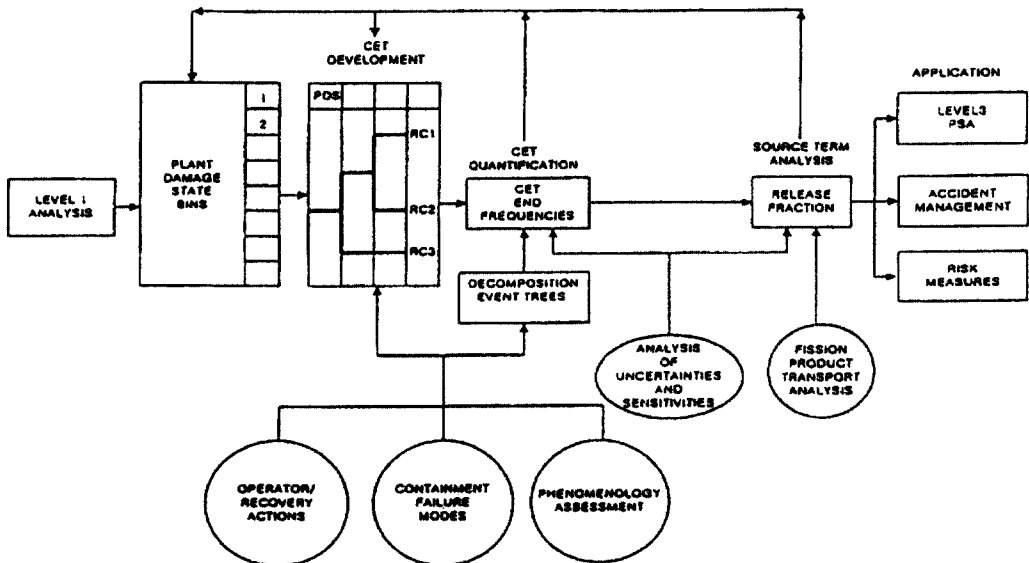 CET
DEVELOPMENT
APPLICATION
PDS
1
2
RC1
RC2
RC3
LEVEL 1
ANALYSIS
PLANT
DAMAGE
STATE
BINS
CET
QUANTIFICATION
CET
END
FREQUENCIES
DECOMPOSITION
EVENT TREES
SOURCE TERM
ANALYSIS
RELEASE
FRACTION
LEVEL3
PSA
ACCIDENT
MANAGEMENT
RISK
MEASURES
ANALYSIS
OF
UNCERTAINTIES
AND
SENSITIVITIES
FISSION
PRODUCT
TRANSPORT
ANALYSIS
OPERATOR/
RECOVERY
ACTIONS
CONTAINMENT
FAILURE
MODES
PHENOMENOLOGY
ASSESSMENT